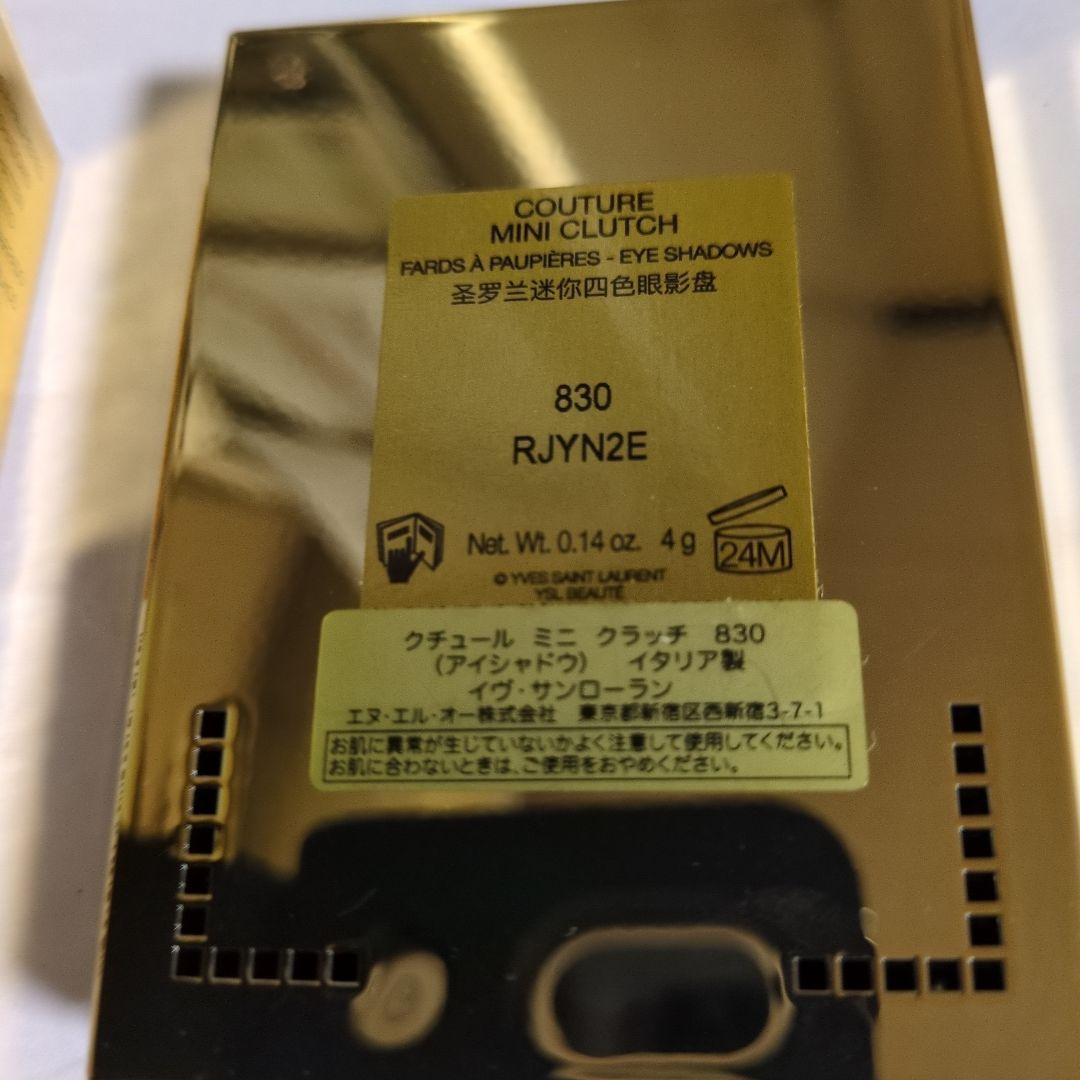 COUTURE
MINI CLUTCH
FARDS À PAUPIÈRES - EYE SHADOWS
圣罗兰迷你四色眼影盘
830
RJYN2E
Net. Wt. 0.14 oz. 4 g
24M
© YVES SAINT LAURENT
YSL BEAUTÉ
クチュール ミニ クラッチ 830
(アイシャドウ) イタリア製
イヴ・サンローラン
エヌ・エル・オー株式会社 東京都新宿区西新宿3-7-1
お肌に異常が生じていないかよく注意して使用してください。
お肌に合わないときは、ご使用をおやめください。